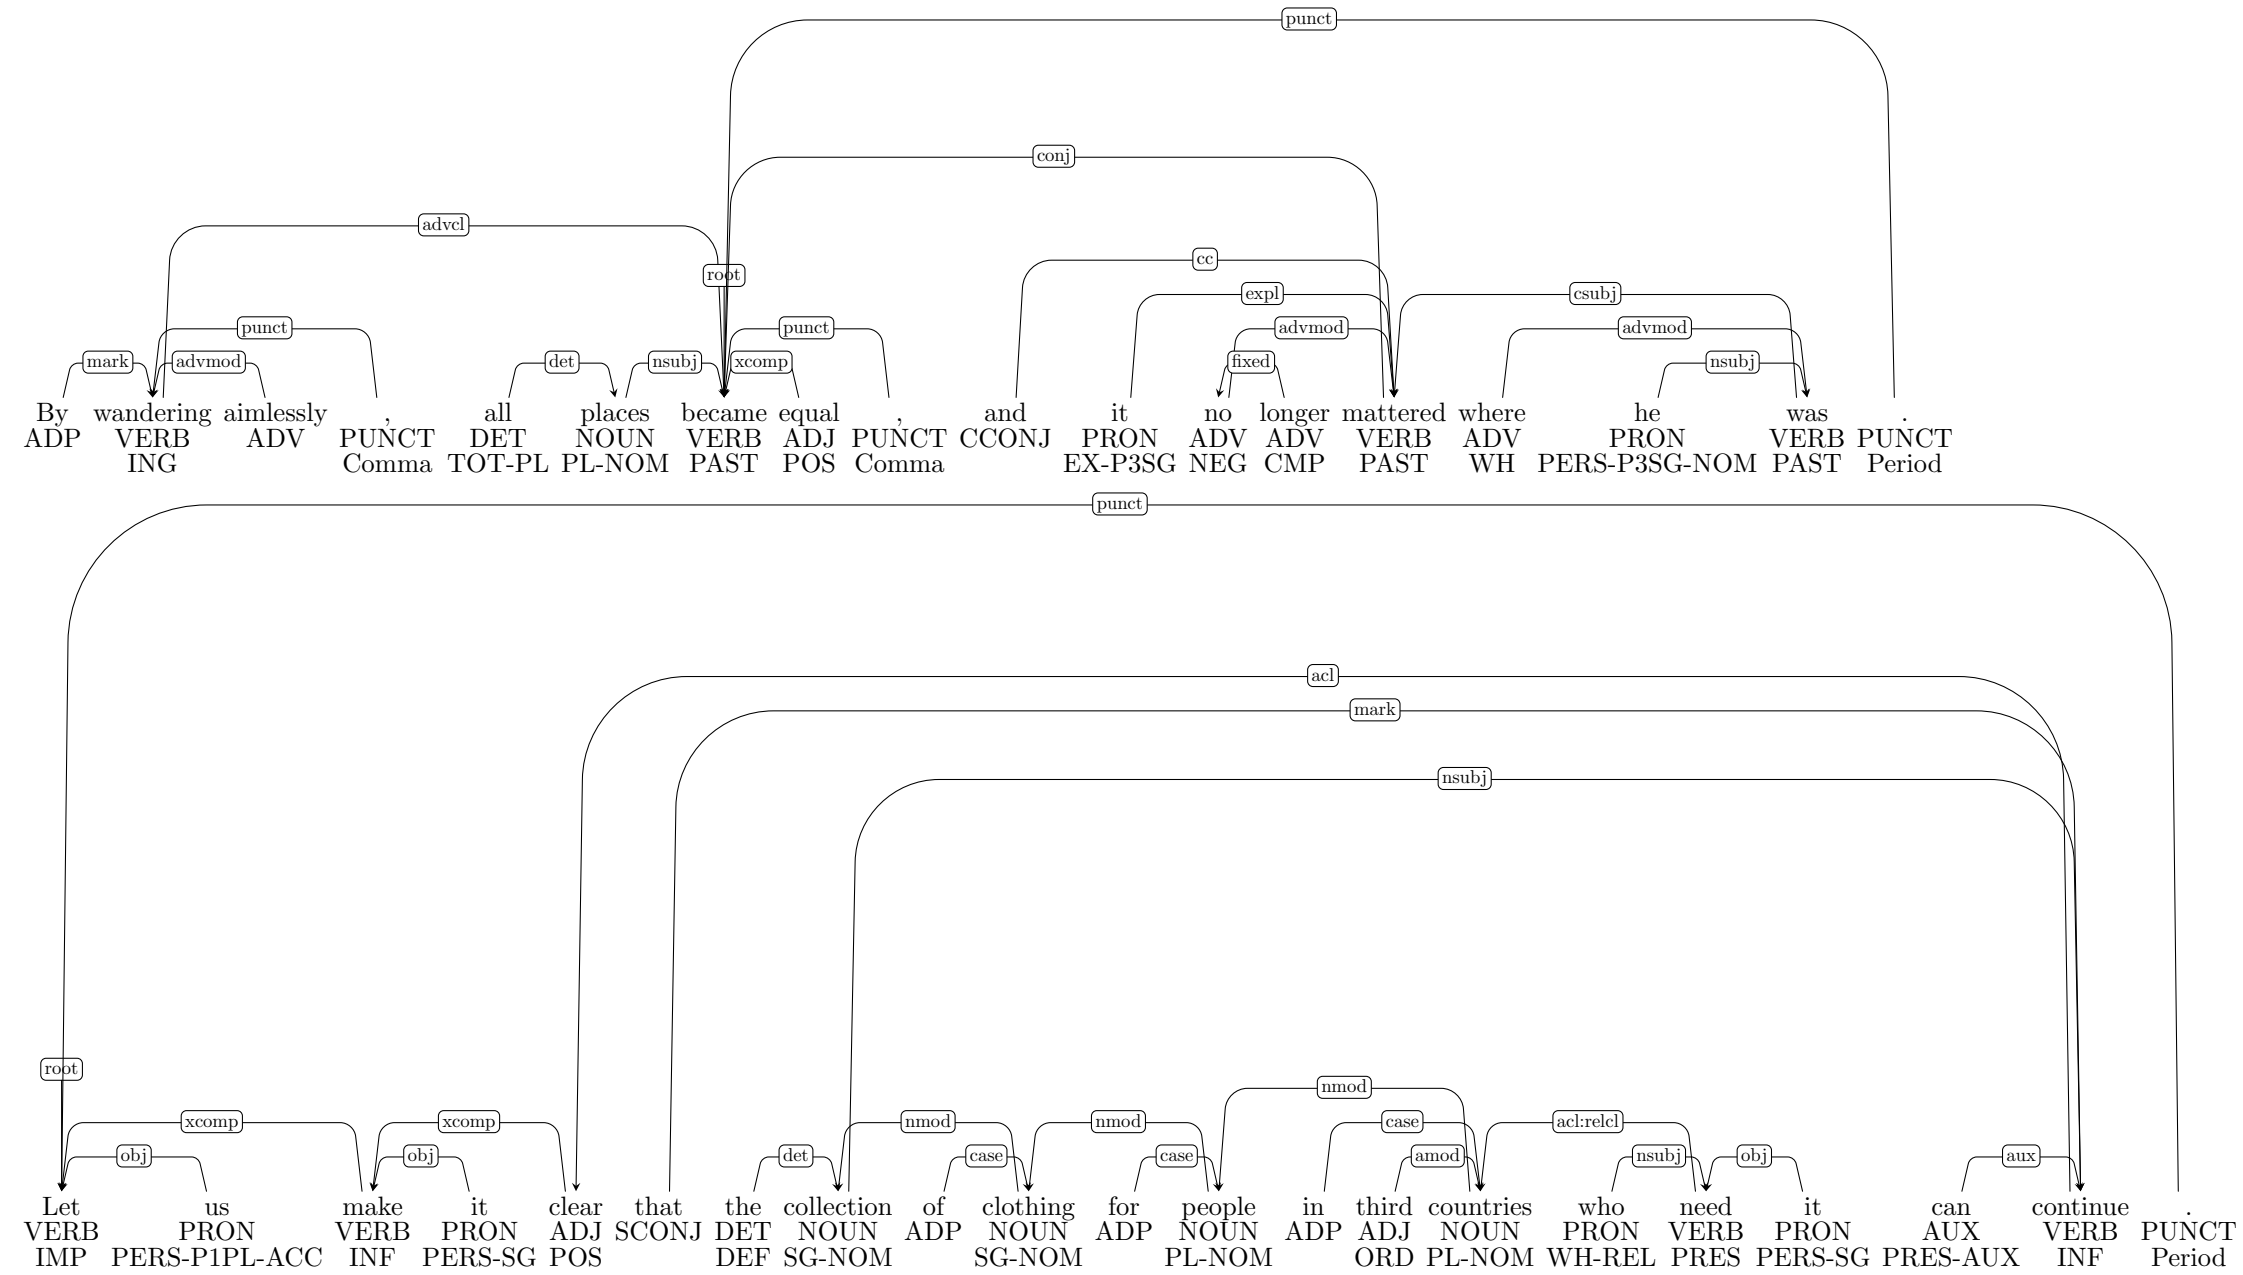 punct
conj
advcl
cc
root
expl csubj
punct punct advmod advmod
mark advmod det nsubj xcomp fixed nsubj
By wandering aimlessly , all places became equal , and it no longer mattered where he was .
ADP VERB ADV PUNCT DET NOUN VERB ADJ PUNCT CCONJ PRON ADV ADV VERB ADV PRON VERB PUNCT
ING Comma TOT-PL PL-NOM PAST POS Comma EX-P3SG NEG CMP PAST WH PERS-P3SG-NOM PAST Period
punct
acl
mark
nsubj
root
nmod
xcomp xcomp nmod nmod case acl:relcl
obj obj det case case amod nsubj obj aux
Let us make it clear that the collection of clothing for people in third countries who need it can continue .
VERB PRON VERB PRON ADJ SCONJ DET NOUN ADP NOUN ADP NOUN ADP ADJ NOUN PRON VERB PRON AUX VERB PUNCT
IMP PERS-P1PL-ACC INF PERS-SG POS DEF SG-NOM SG-NOM PL-NOM ORD PL-NOM WH-REL PRES PERS-SG PRES-AUX INF Period